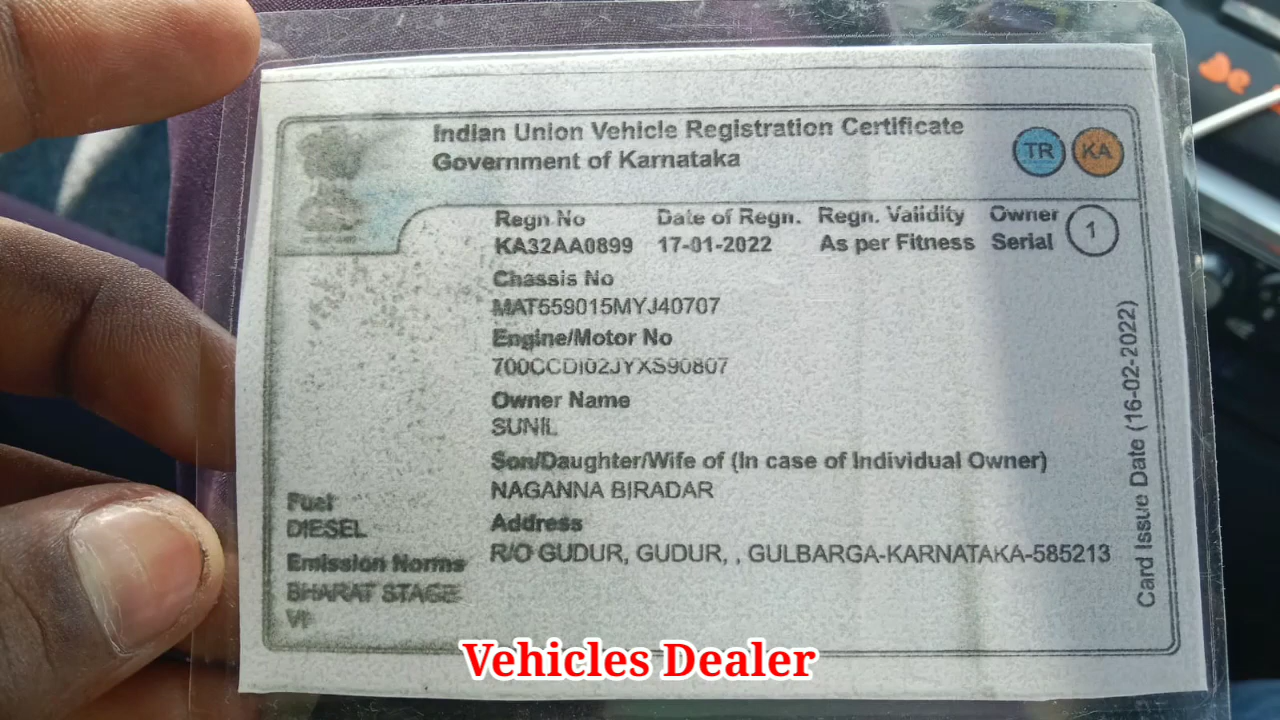 Indian Union Vehicle Registration Certificate
Government of Karnataka
TR KA
Regn.No Date of Regn. Regn. Validity Owner Serial 1
KA32AA0899 17-01-2022 As per Fitness
Chassis No
MAT559015MYJ40707
Engine/Motor No
700CCDI02JYXS90807
Owner Name
SUNIL
Son/Daughter/Wife of (In case of Individual Owner)
NAGANNA BIRADAR
Address
R/O GUDUR, GUDUR, , GULBARGA-KARNATAKA-585213
Fuel
DIESEL
Emission Norms
BHARAT STAGE
VI
Card Issue Date (16-02-2022)
Vehicles Dealer